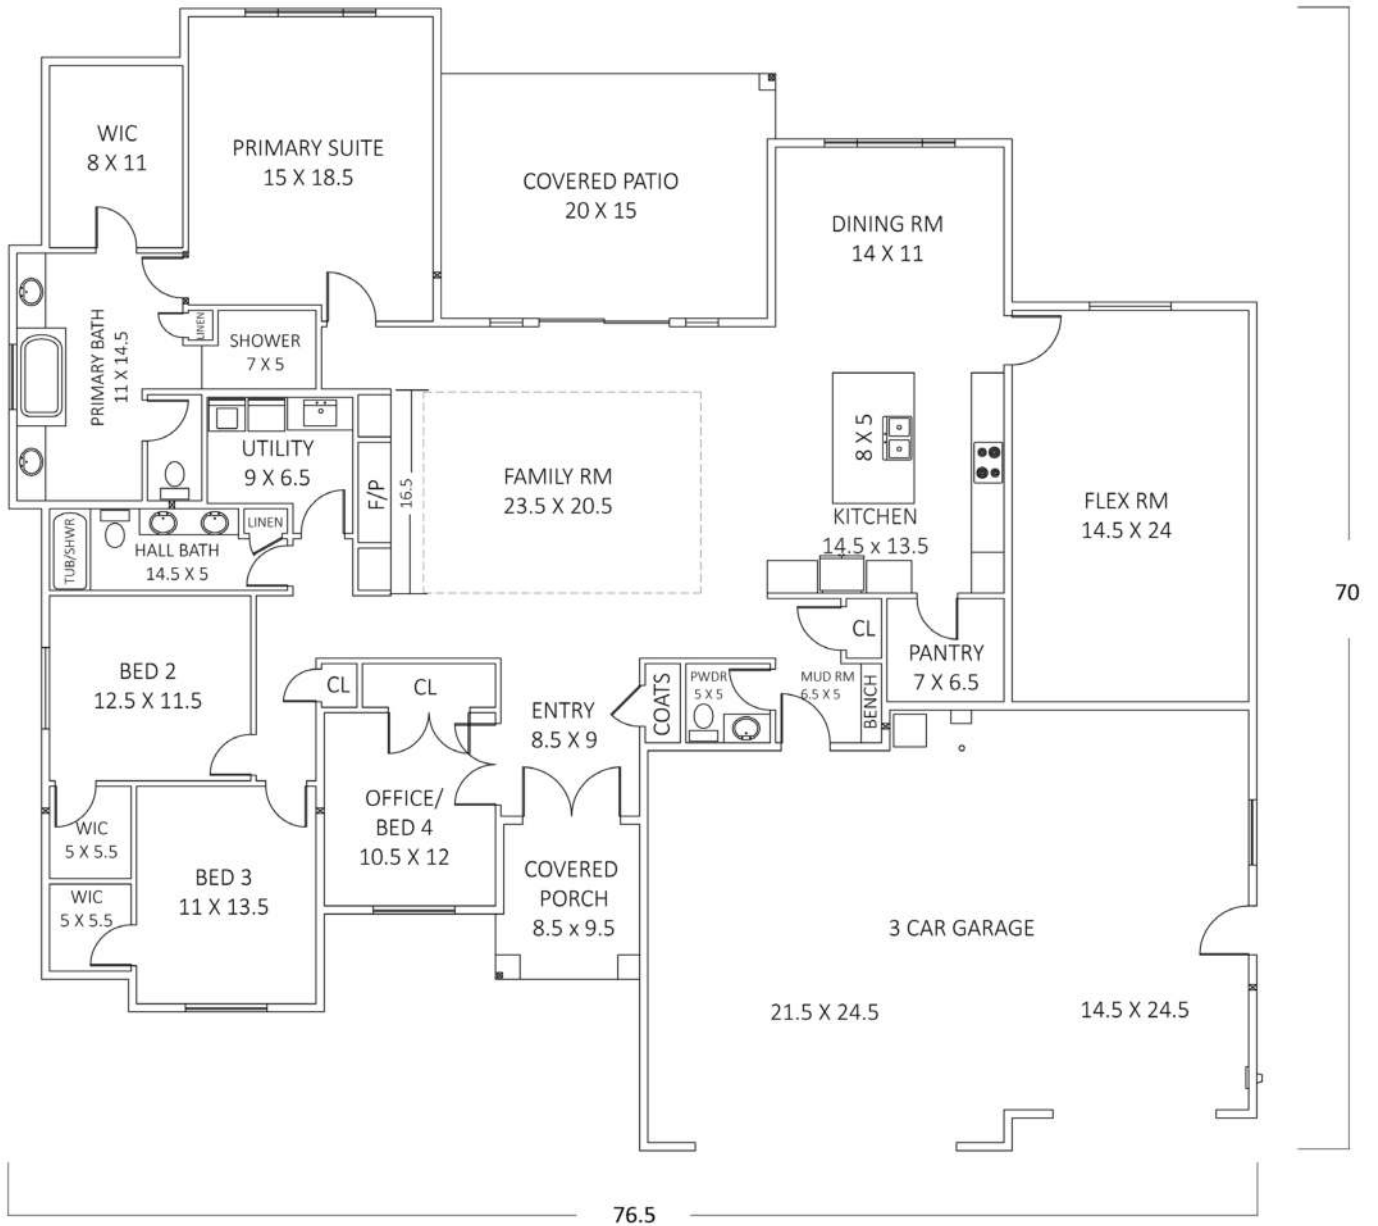 WIC
8 X 11
PRIMARY SUITE
15 X 18.5
COVERED PATIO
20 X 15
DINING RM
14 X 11
PRIMARY BATH
11 X 14.5
LINEN
SHOWER
7 X 5
UTILITY
9 X 6.5
F/P
16.5
FAMILY RM
23.5 X 20.5
8 X 5
KITCHEN
14.5 x 13.5
FLEX RM
14.5 X 24
TUB/SHWR
HALL BATH
14.5 X 5
LINEN
70
BED 2
12.5 X 11.5
CL
CL
ENTRY
8.5 X 9
COATS
PWDR
5 X 5
MUD RM
6.5 X 5
BENCH
CL
PANTRY
7 X 6.5
WIC
5 X 5.5
WIC
5 X 5.5
BED 3
11 X 13.5
OFFICE/
BED 4
10.5 X 12
COVERED
PORCH
8.5 x 9.5
3 CAR GARAGE
21.5 X 24.5
14.5 X 24.5
76.5